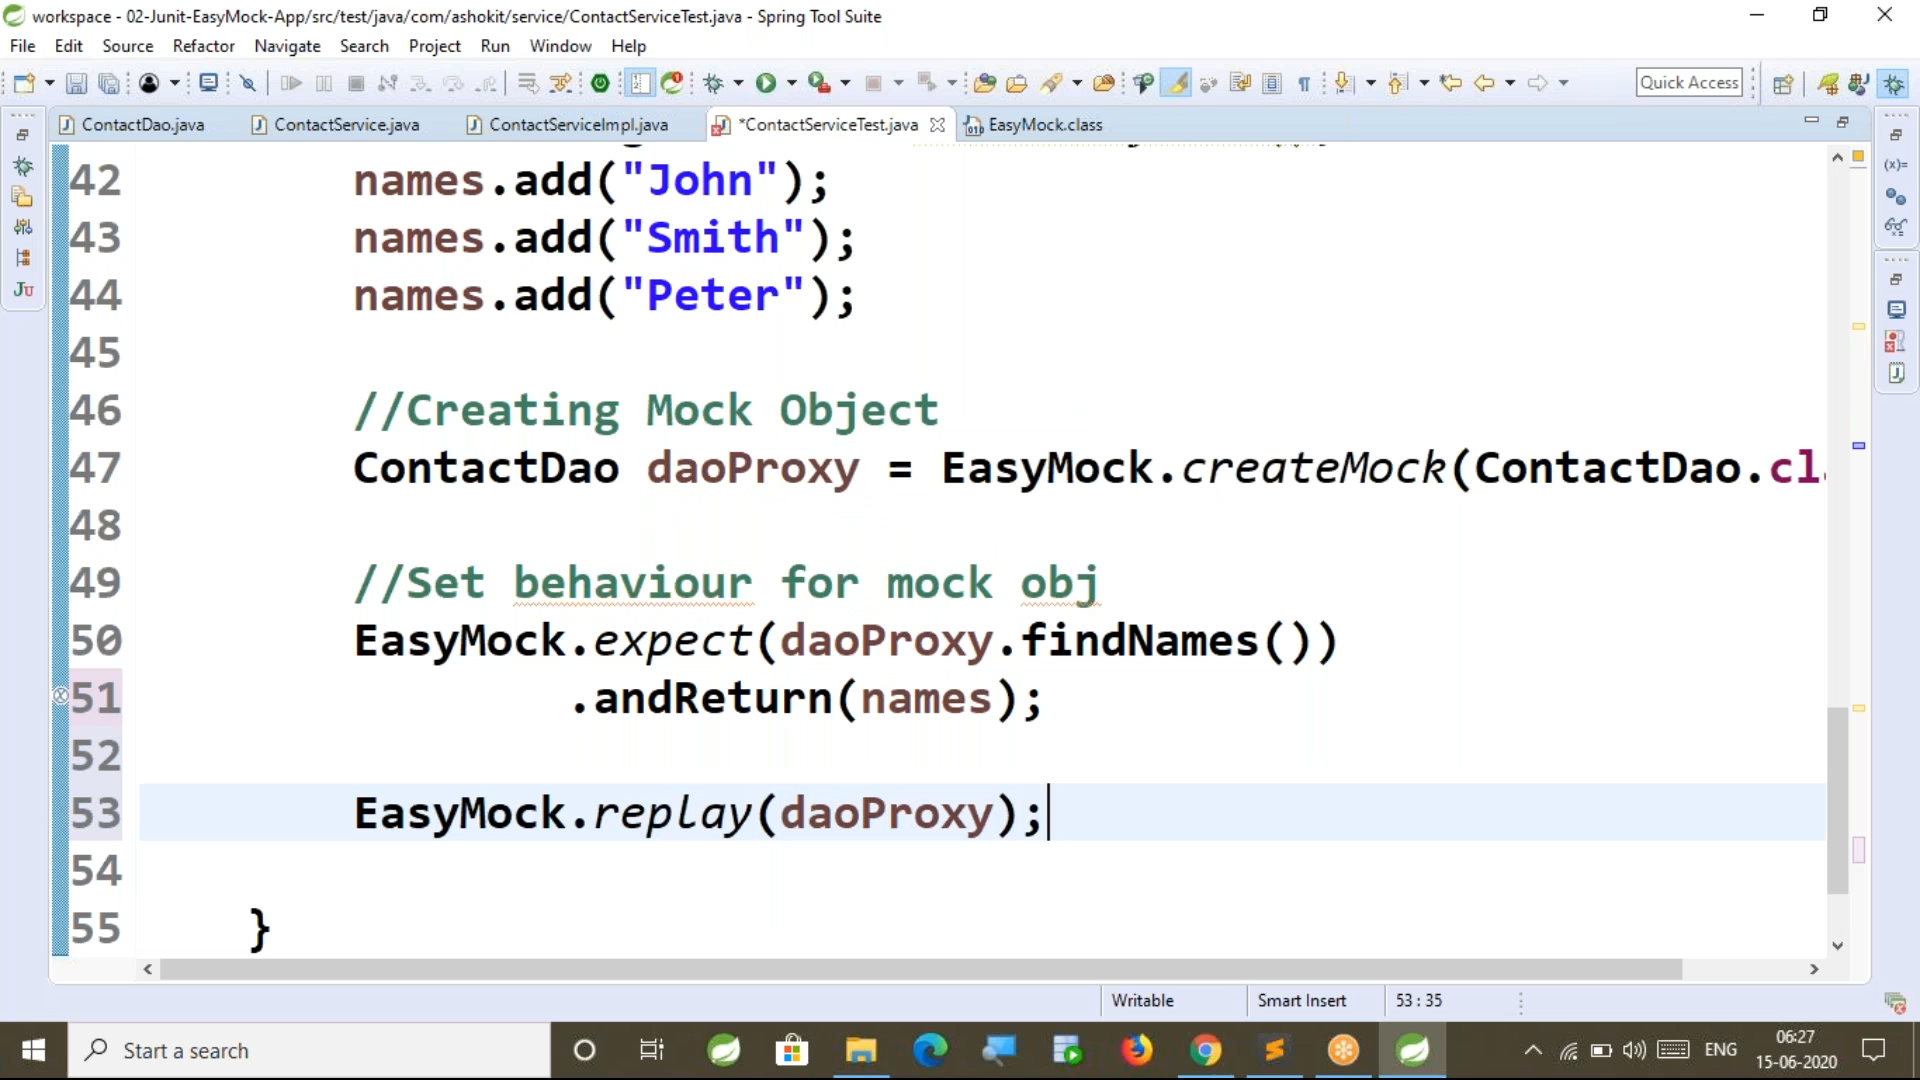 workspace - 02-Junit-EasyMock-App/src/test/java/com/ashokit/service/ContactServiceTest.java - Spring Tool Suite
File Edit Source Refactor Navigate Search Project Run Window Help
Quick Access
ContactDao.java ContactService.java ContactServiceImpl.java *ContactServiceTest.java EasyMock.class
42 names.add("John");
43 names.add("Smith");
44 names.add("Peter");
45
46 //Creating Mock Object
47 ContactDao daoProxy = EasyMock.createMock(ContactDao.cl
48
49 //Set behaviour for mock obj
50 EasyMock.expect(daoProxy.findNames())
51 .andReturn(names);
52
53 EasyMock.replay(daoProxy);
54
55 }
Writable Smart Insert 53 : 35
Start a search
ENG
06:27
15-06-2020